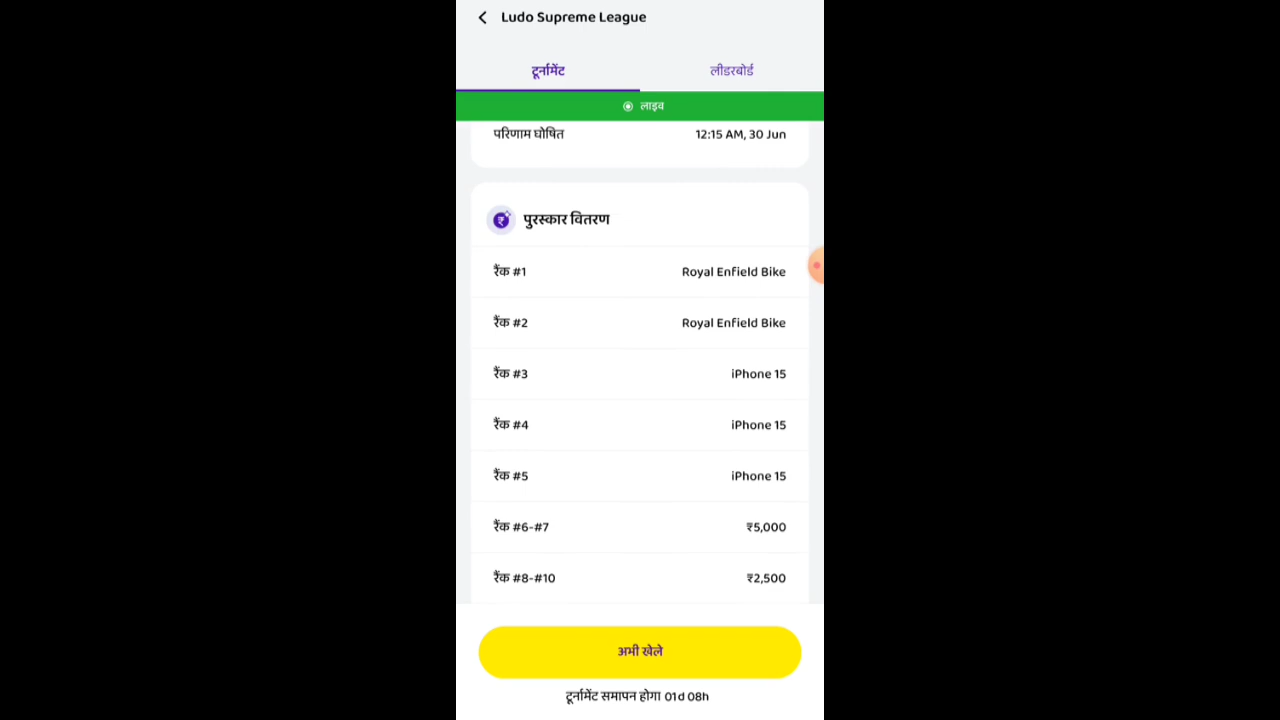 Ludo Supreme League
टूर्नामेंट लीडरबोर्ड
लाइव
परिणाम घोषित 12:15 AM, 30 Jun
पुरस्कार वितरण
रैंक #1 Royal Enfield Bike
रैंक #2 Royal Enfield Bike
रैंक #3 iPhone 15
रैंक #4 iPhone 15
रैंक #5 iPhone 15
रैंक #6-#7 ₹5,000
रैंक #8-#10 ₹2,500
अभी खेले
टूर्नामेंट समापन होगा 01d 08h